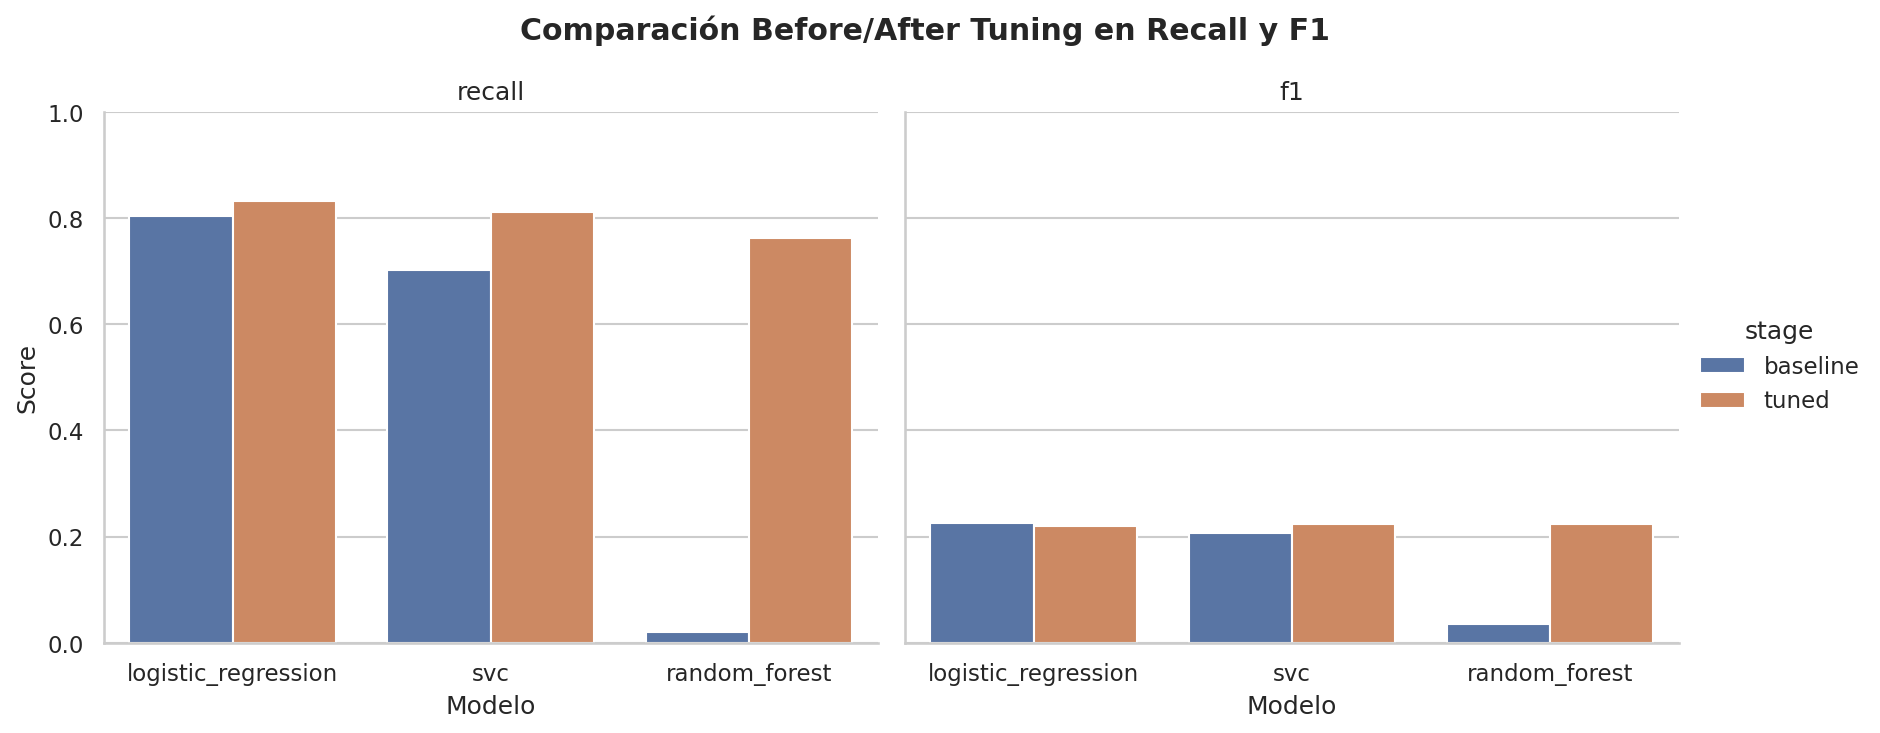 Comparación Before/After Tuning en Recall y F1
recall
f1
1.0
0.8
0.6
0.4
0.2
0.0
Score
logistic_regression
svc
random_forest
Modelo
logistic_regression
svc
random_forest
Modelo
stage
baseline
tuned